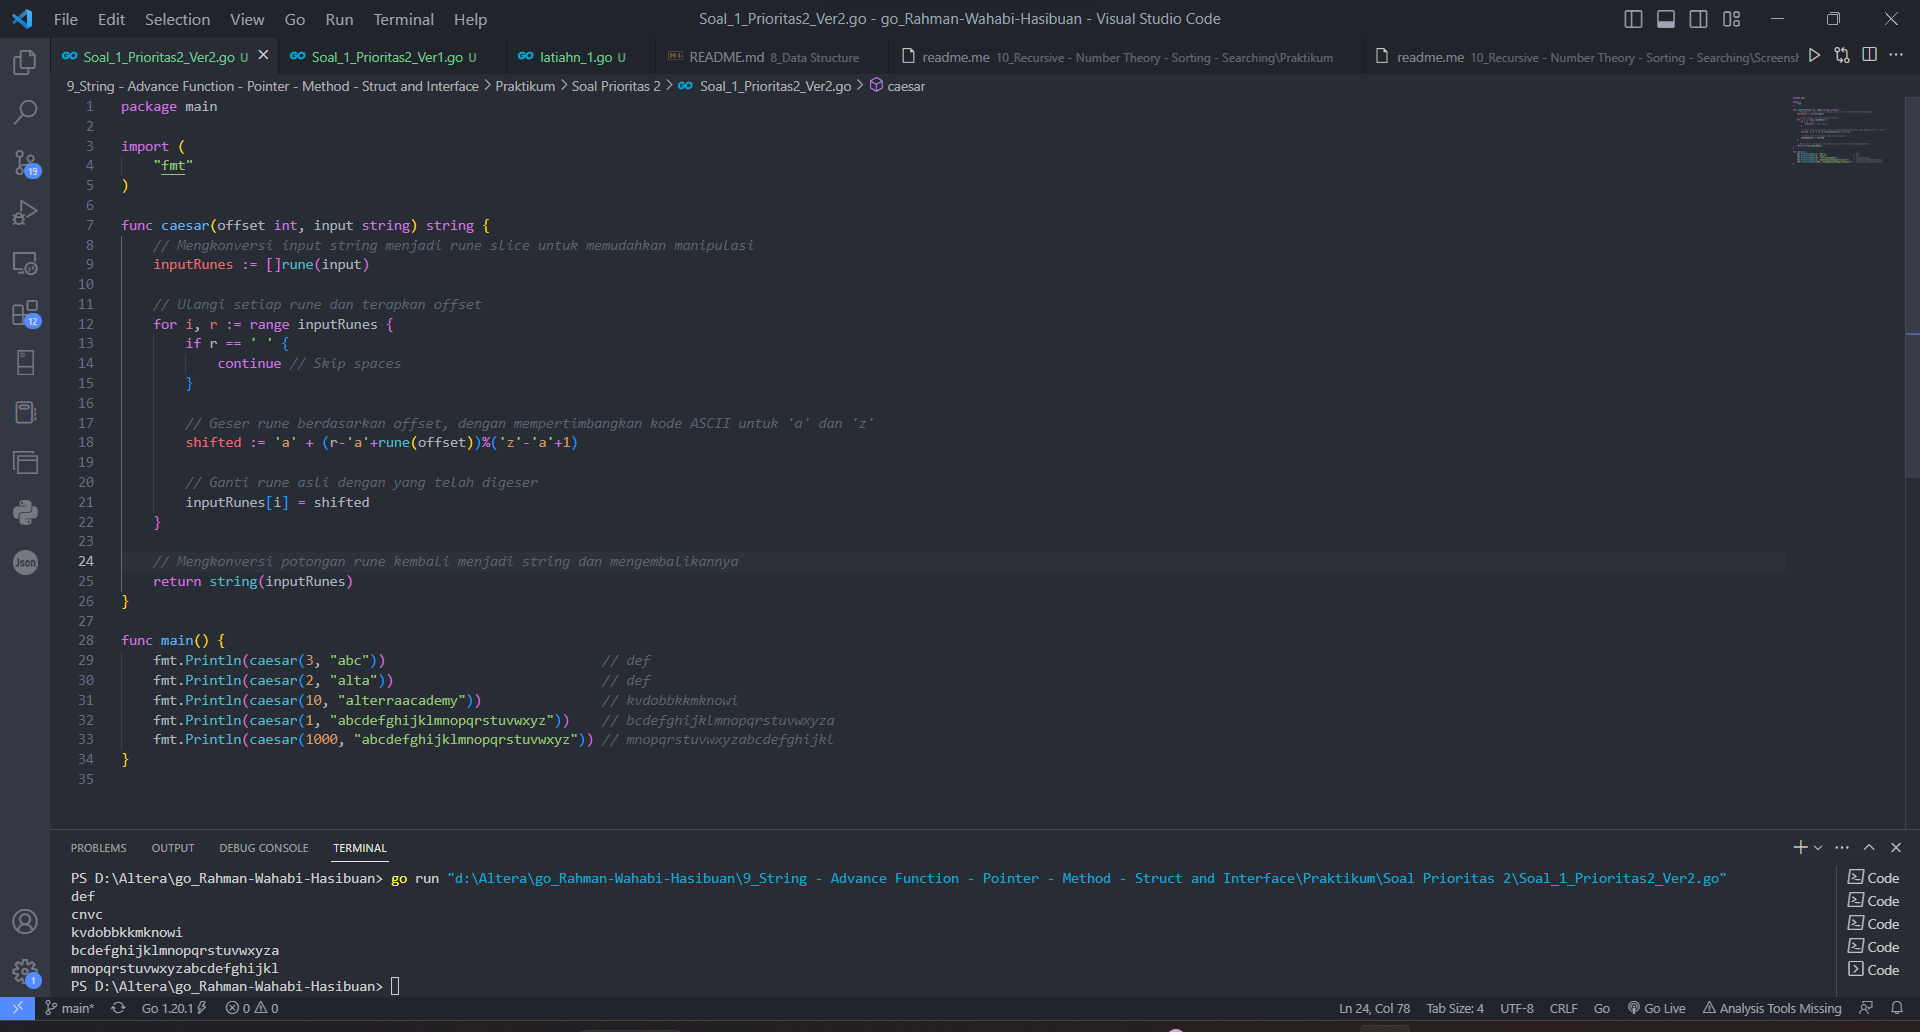 File Edit Selection View Go Run Terminal Help Soal_1_Prioritas2_Ver2.go - go_Rahman-Wahabi-Hasibuan - Visual Studio Code
Soal_1_Prioritas2_Ver2.go U Soal_1_Prioritas2_Ver1.go U latiahn_1.go U README.md 8_Data Structure readme.me 10_Recursive - Number Theory - Sorting - Searching\Praktikum readme.me 10_Recursive - Number Theory - Sorting - Searching\Screensh
9_String - Advance Function - Pointer - Method - Struct and Interface > Praktikum > Soal Prioritas 2 > Soal_1_Prioritas2_Ver2.go > caesar
1 package main
2
3 import (
4 "fmt"
5 )
6
7 func caesar(offset int, input string) string {
8 // Mengkonversi input string menjadi rune slice untuk memudahkan manipulasi
9 inputRunes := []rune(input)
10
11 // Ulangi setiap rune dan terapkan offset
12 for i, r := range inputRunes {
13 if r == ' ' {
14 continue // Skip spaces
15 }
16
17 // Geser rune berdasarkan offset, dengan mempertimbangkan kode ASCII untuk 'a' dan 'z'
18 shifted := 'a' + (r-'a'+rune(offset))%('z'-'a'+1)
19
20 // Ganti rune asli dengan yang telah digeser
21 inputRunes[i] = shifted
22 }
23
24 // Mengkonversi potongan rune kembali menjadi string dan mengembalikannya
25 return string(inputRunes)
26 }
27
28 func main() {
29 fmt.Println(caesar(3, "abc")) // def
30 fmt.Println(caesar(2, "alta")) // def
31 fmt.Println(caesar(10, "alterraacademy")) // kvdobbkkmknowi
32 fmt.Println(caesar(1, "abcdefghijklmnopqrstuvwxyz")) // bcdefghijklmnopqrstuvwxyza
33 fmt.Println(caesar(1000, "abcdefghijklmnopqrstuvwxyz")) // mnopqrstuvwxyzabcdefghijkl
34 }
35
19
12
Json
1
PROBLEMS OUTPUT DEBUG CONSOLE TERMINAL
PS D:\Altera\go_Rahman-Wahabi-Hasibuan> go run "d:\Altera\go_Rahman-Wahabi-Hasibuan\9_String - Advance Function - Pointer - Method - Struct and Interface\Praktikum\Soal Prioritas 2\Soal_1_Prioritas2_Ver2.go"
def
cnvc
kvdobbkkmknowi
bcdefghijklmnopqrstuvwxyza
mnopqrstuvwxyzabcdefghijkl
PS D:\Altera\go_Rahman-Wahabi-Hasibuan>
Code
Code
Code
Code
Code
main* Go 1.20.1 0 0 Ln 24, Col 78 Tab Size: 4 UTF-8 CRLF Go Go Live Analysis Tools Missing